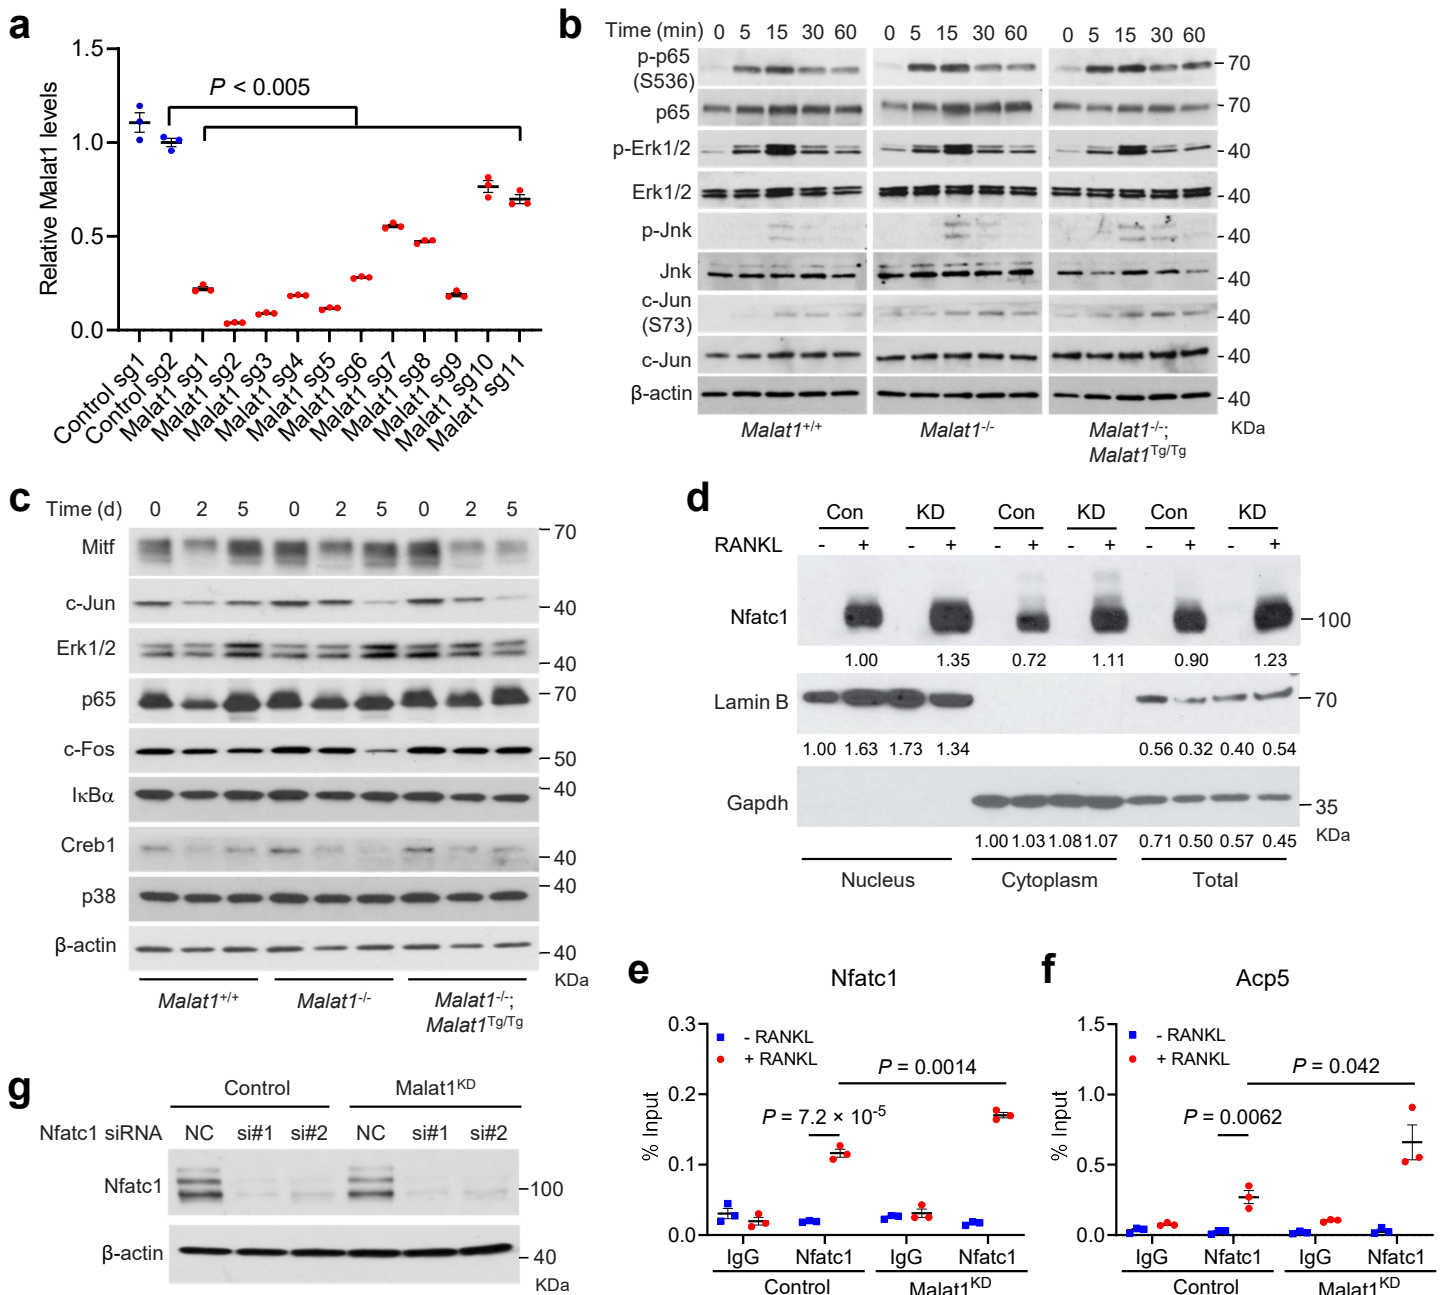 a
1.5
1.0
0.5
0.0
Relative Malat1 levels
P < 0.005
Control sg1
Control sg2
Malat1 sg1
Malat1 sg2
Malat1 sg3
Malat1 sg4
Malat1 sg5
Malat1 sg6
Malat1 sg7
Malat1 sg8
Malat1 sg9
Malat1 sg10
Malat1 sg11
b
Time (min) 0 5 15 30 60 0 5 15 30 60 0 5 15 30 60
p-p65
(S536)
70
p65
70
p-Erk1/2
40
Erk1/2
40
p-Jnk
40
Jnk
40
c-Jun
(S73)
40
c-Jun
40
β-actin
40
KDa
Malat1+/+
Malat1-/-
Malat1-/-;
Malat1Tg/Tg
c
Time (d) 0 2 5 0 2 5 0 2 5
Mitf
70
c-Jun
40
Erk1/2
40
p65
70
c-Fos
50
IκBα
40
Creb1
40
p38
40
β-actin
40
KDa
Malat1+/+
Malat1-/-
Malat1-/-;
Malat1Tg/Tg
d
Con KD Con KD Con KD
RANKL - + - + - + - + - + - +
Nfatc1
100
1.00 1.35 0.72 1.11 0.90 1.23
Lamin B
70
1.00 1.63 1.73 1.34 0.56 0.32 0.40 0.54
Gapdh
35
KDa
1.00 1.03 1.08 1.07 0.71 0.50 0.57 0.45
Nucleus Cytoplasm Total
e
Nfatc1
0.3
0.2
0.1
0.0
% Input
- RANKL
+ RANKL
P = 0.0014
P = 7.2 × 10-5
IgG Nfatc1 IgG Nfatc1
Control Malat1KD
f
Acp5
1.5
1.0
0.5
0.0
% Input
- RANKL
+ RANKL
P = 0.042
P = 0.0062
IgG Nfatc1 IgG Nfatc1
Control Malat1KD
g
Control Malat1KD
Nfatc1 siRNA NC si#1 si#2 NC si#1 si#2
Nfatc1
100
β-actin
40
KDa